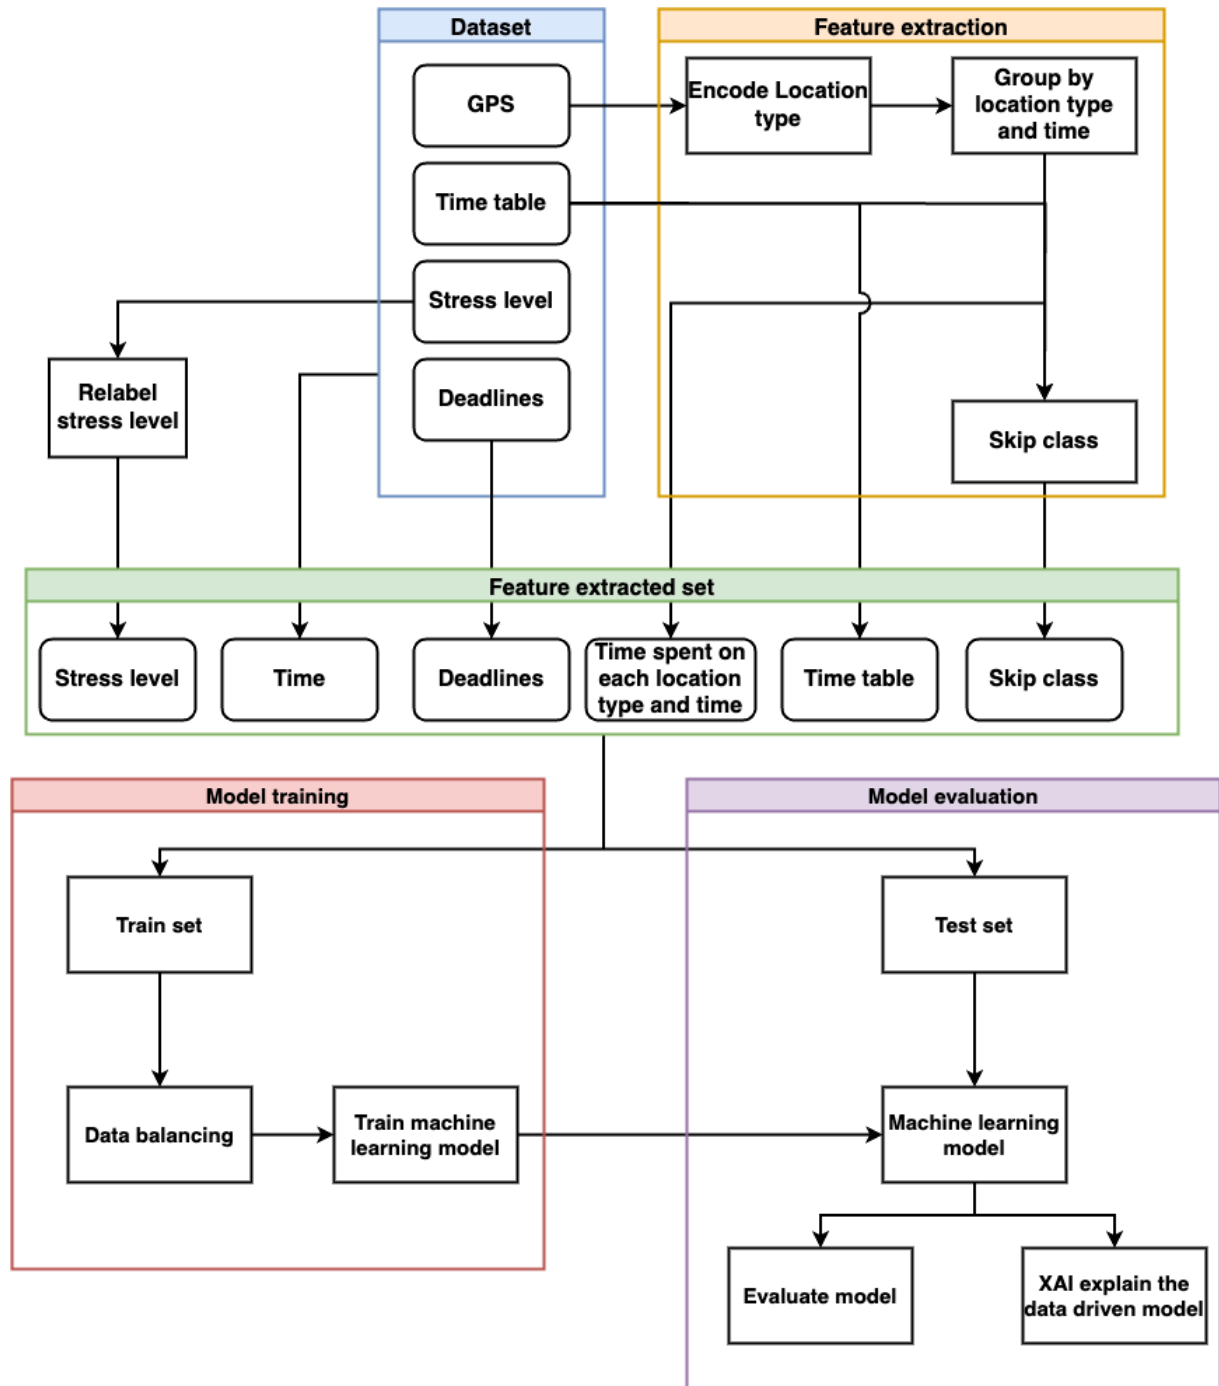 Dataset
Feature extraction
GPS
Encode Location
type
Group by
location type
and time
Time table
Stress level
Relabel
stress level
Deadlines
Skip class
Feature extracted set
Stress level
Time
Deadlines
Time spent on
each location
type and time
Time table
Skip class
Model training
Model evaluation
Train set
Test set
Data balancing
Train machine
learning model
Machine learning
model
Evaluate model
XAI explain the
data driven model